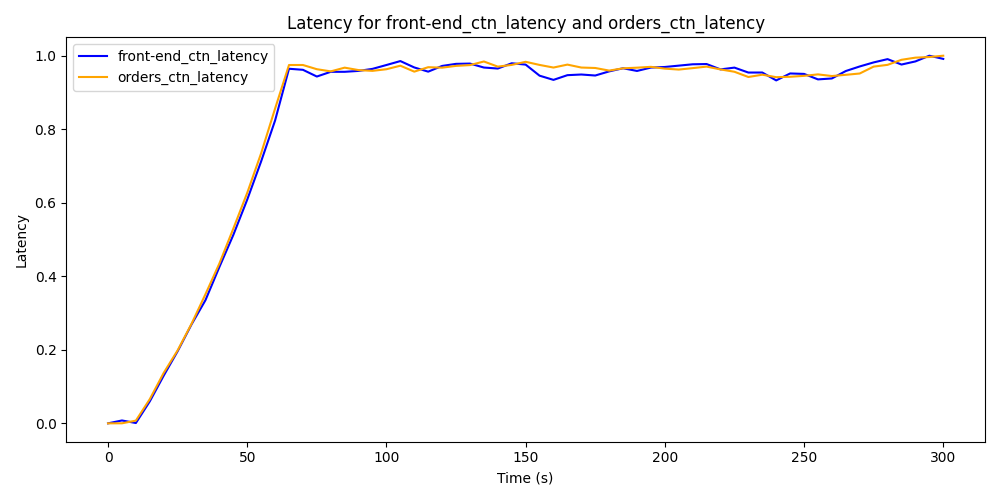 Latency for front-end_ctn_latency and orders_ctn_latency
front-end_ctn_latency
orders_ctn_latency
Latency
1.0
0.8
0.6
0.4
0.2
0.0
0 50 100 150 200 250 300
Time (s)